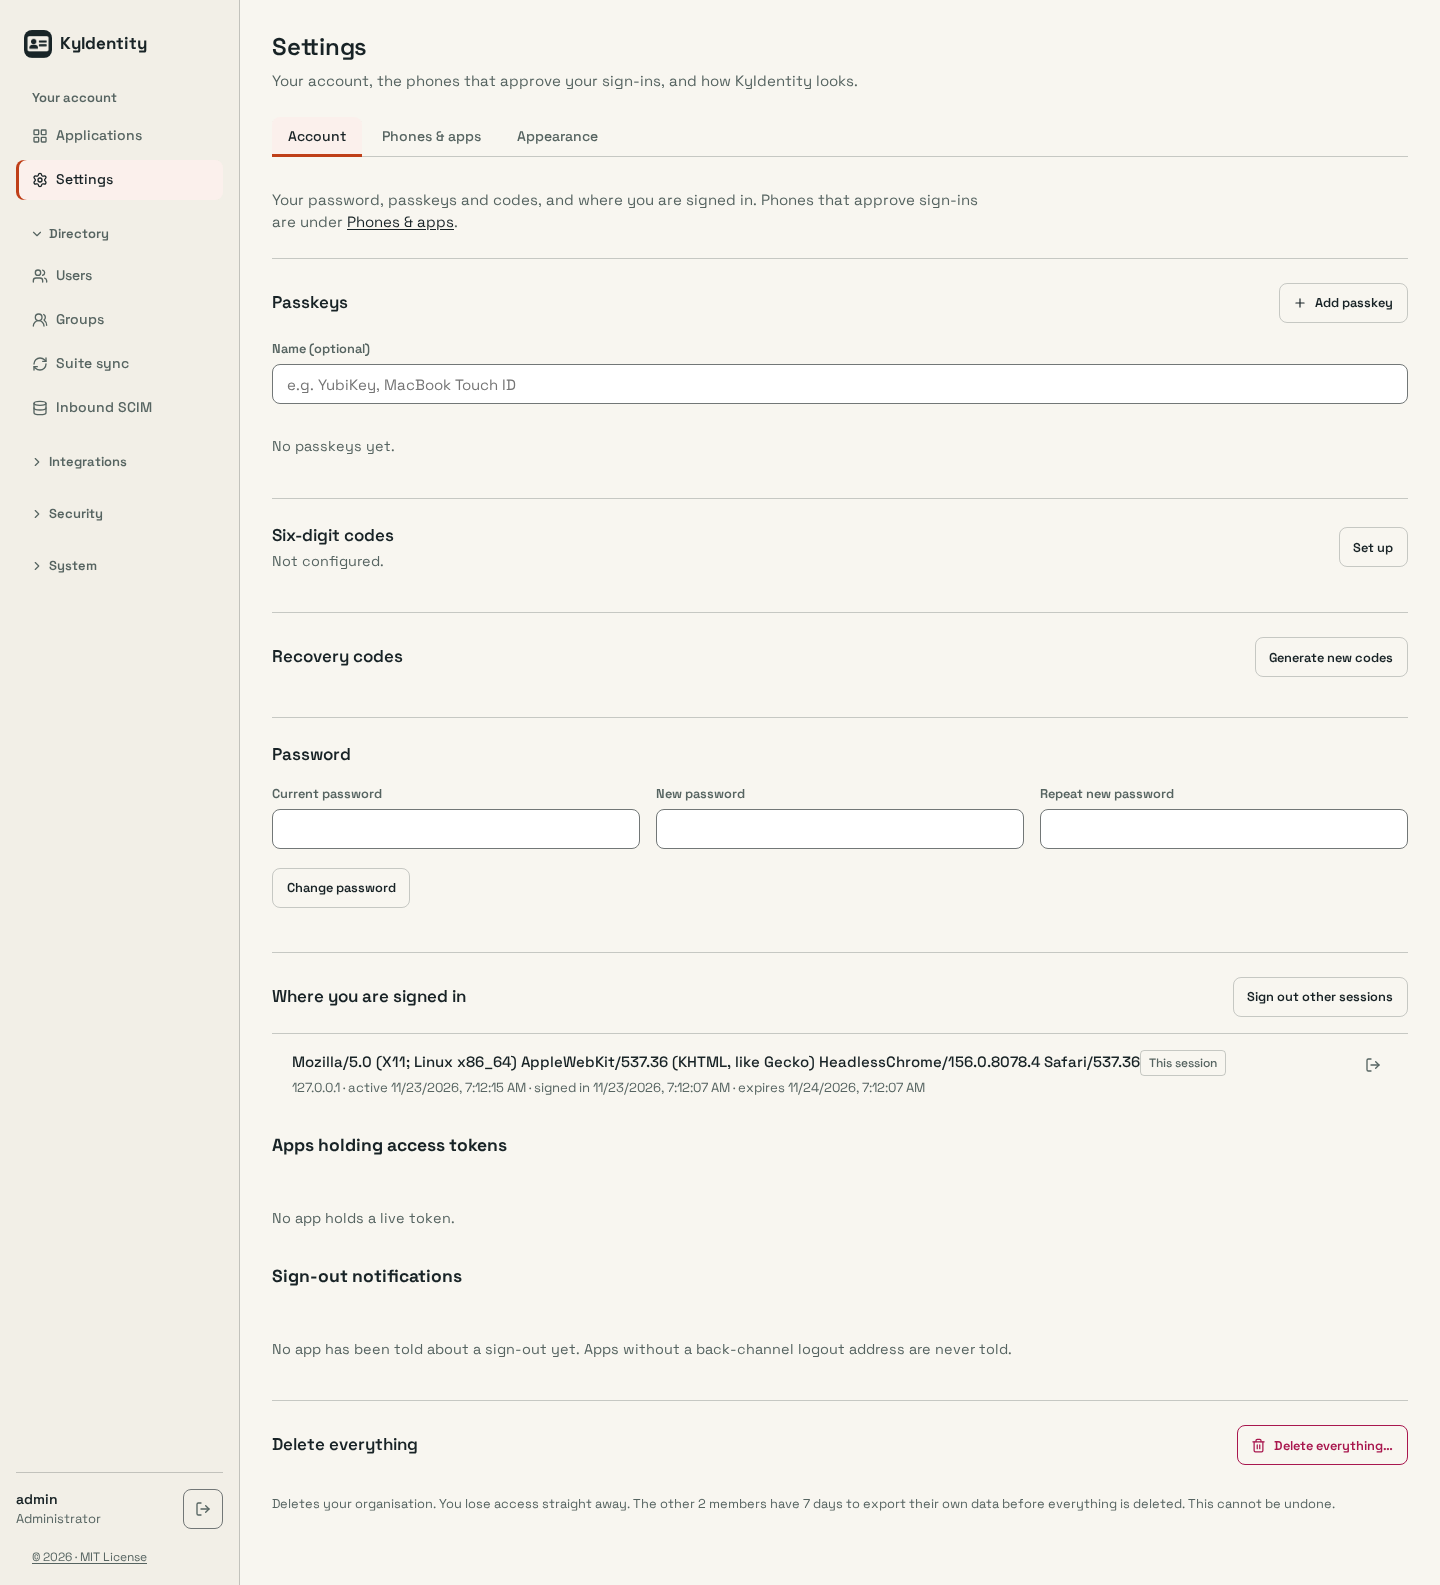 KyIdentity
Your account
Applications
Settings
Directory
Users
Groups
Suite sync
Inbound SCIM
Integrations
Security
System
admin
Administrator
© 2026 · MIT License
Settings
Your account, the phones that approve your sign-ins, and how KyIdentity looks.
Account
Phones & apps
Appearance
Your password, passkeys and codes, and where you are signed in. Phones that approve sign-ins
are under Phones & apps.
Passkeys
Add passkey
Name (optional)
e.g. YubiKey, MacBook Touch ID
No passkeys yet.
Six-digit codes
Not configured.
Set up
Recovery codes
Generate new codes
Password
Current password
New password
Repeat new password
Change password
Where you are signed in
Sign out other sessions
Mozilla/5.0 (X11; Linux x86_64) AppleWebKit/537.36 (KHTML, like Gecko) HeadlessChrome/156.0.8078.4 Safari/537.36
This session
127.0.0.1 · active 11/23/2026, 7:12:15 AM · signed in 11/23/2026, 7:12:07 AM · expires 11/24/2026, 7:12:07 AM
Apps holding access tokens
No app holds a live token.
Sign-out notifications
No app has been told about a sign-out yet. Apps without a back-channel logout address are never told.
Delete everything
Delete everything...
Deletes your organisation. You lose access straight away. The other 2 members have 7 days to export their own data before everything is deleted. This cannot be undone.